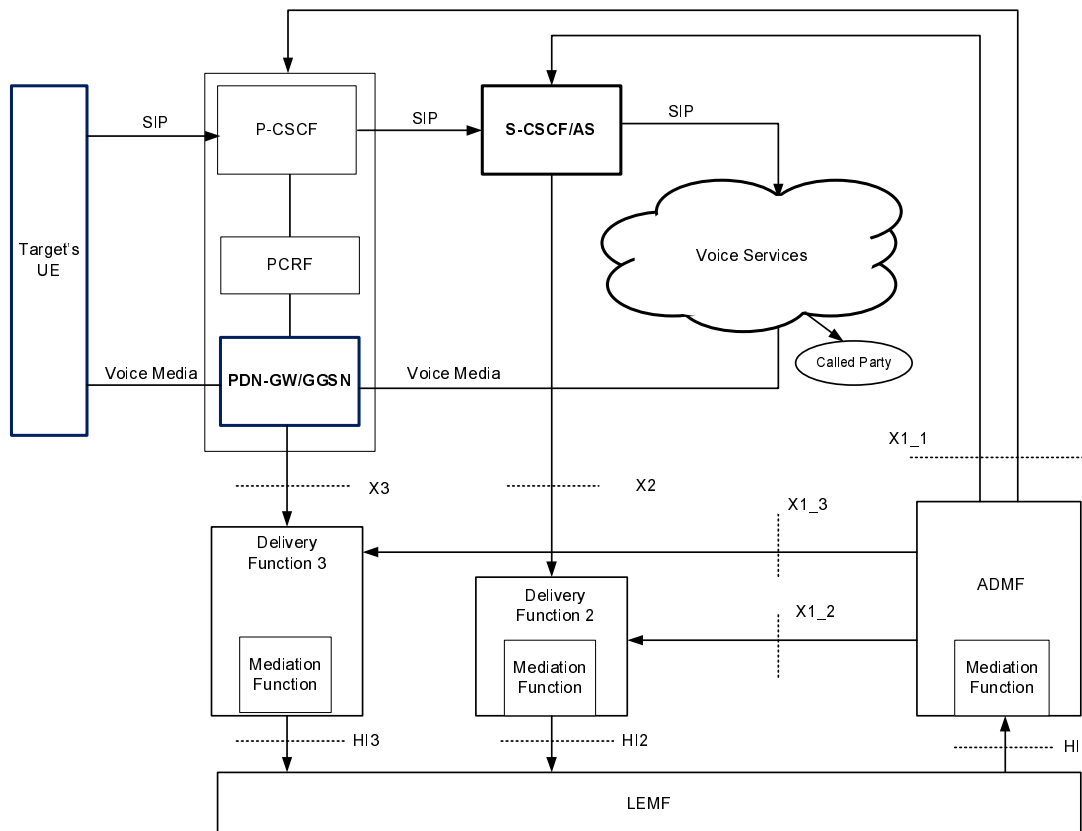 SIP
P-CSCF
SIP
S-CSCF/AS
SIP
Target's
UE
PCRF
Voice Services
Voice Media
PDN-GW/GGSN
Voice Media
Called Party
X1_1
X3
X2
X1_3
Delivery
Function 3
ADMF
Delivery
Function 2
X1_2
Mediation
Function
Mediation
Function
Mediation
Function
HI3
HI2
HI
LEMF